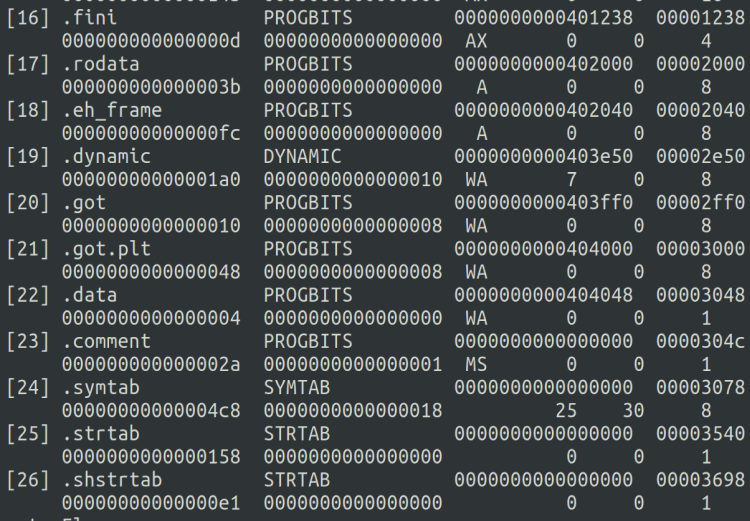 [16] .fini PROGBITS 0000000000401238 00001238
000000000000000d 0000000000000000 AX 0 0 4
[17] .rodata PROGBITS 0000000000402000 00002000
000000000000003b 0000000000000000 A 0 0 8
[18] .eh_frame PROGBITS 0000000000402040 00002040
00000000000000fc 0000000000000000 A 0 0 8
[19] .dynamic DYNAMIC 0000000000403e50 00002e50
00000000000001a0 0000000000000010 WA 7 0 8
[20] .got PROGBITS 0000000000403ff0 00002ff0
0000000000000010 0000000000000008 WA 0 0 8
[21] .got.plt PROGBITS 0000000000404000 00003000
0000000000000048 0000000000000008 WA 0 0 8
[22] .data PROGBITS 0000000000404048 00003048
0000000000000004 0000000000000000 WA 0 0 1
[23] .comment PROGBITS 0000000000000000 0000304c
000000000000002a 0000000000000001 MS 0 0 1
[24] .symtab SYMTAB 0000000000000000 00003078
00000000000004c8 0000000000000018 25 30 8
[25] .strtab STRTAB 0000000000000000 00003540
0000000000000158 0000000000000000 0 0 1
[26] .shstrtab STRTAB 0000000000000000 00003698
00000000000000e1 0000000000000000 0 0 1